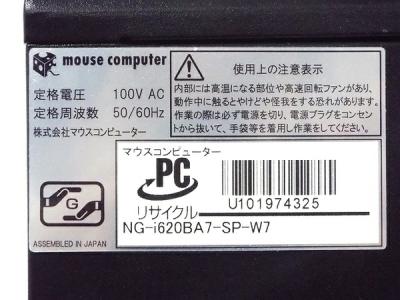 mouse computer
定格電圧 100V AC
定格周波数 50/60Hz
株式会社マウスコンピューター
使用上の注意表示
内部には高温になる部位や高速回転ファンがあり、
動作中に触るとやけどや怪我をする恐れがあります。
作業の際は必ず電源を切り、電源プラグをコンセン
トから抜いて、手袋等を着用し作業をしてください。
マウスコンピューター
PC
リサイクル
U101974325
NG-i620BA7-SP-W7
G
ASSEMBLED IN JAPAN